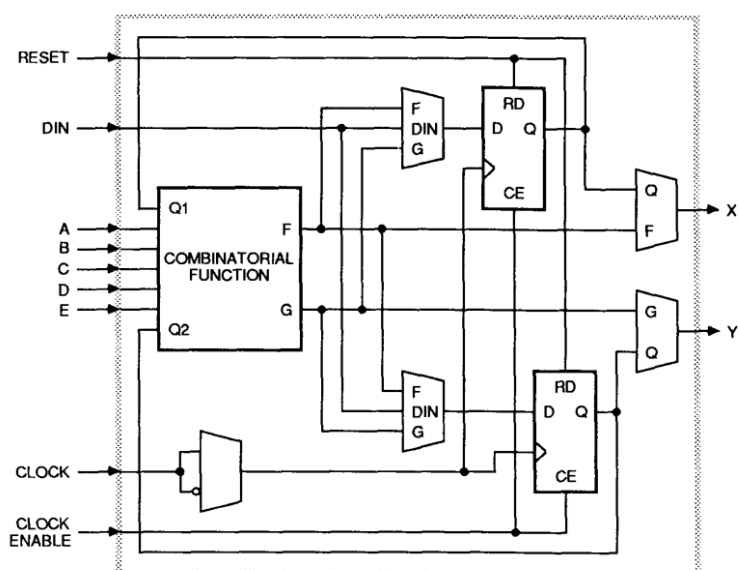 RESET
RD
F
DIN
DIN
D
Q
G
CE
Q1
Q
X
A
F
F
B
COMBINATORIAL
C
FUNCTION
D
E
G
G
Y
Q2
Q
RD
F
DIN
D
Q
G
CLOCK
CE
CLOCK
ENABLE